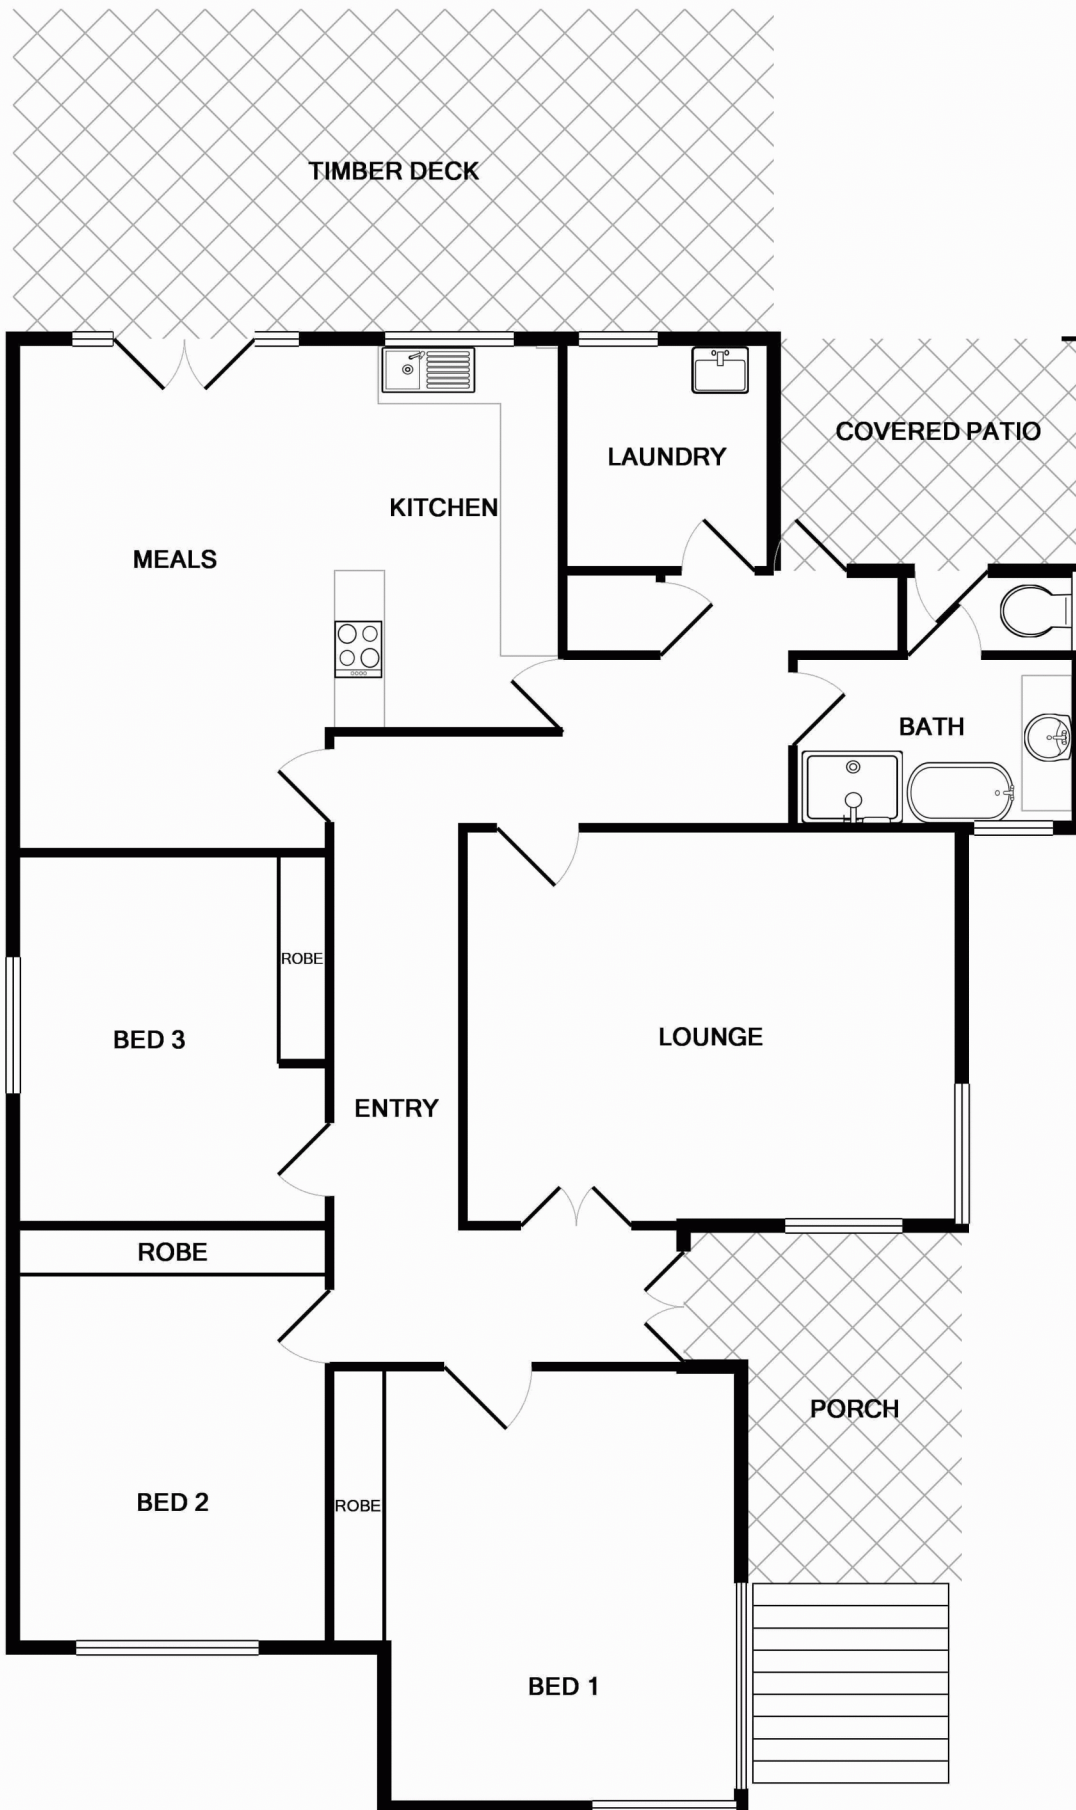 TIMBER DECK
COVERED PATIO
LAUNDRY
KITCHEN
MEALS
BATH
ROBE
BED 3
LOUNGE
ENTRY
ROBE
PORCH
BED 2
ROBE
BED 1